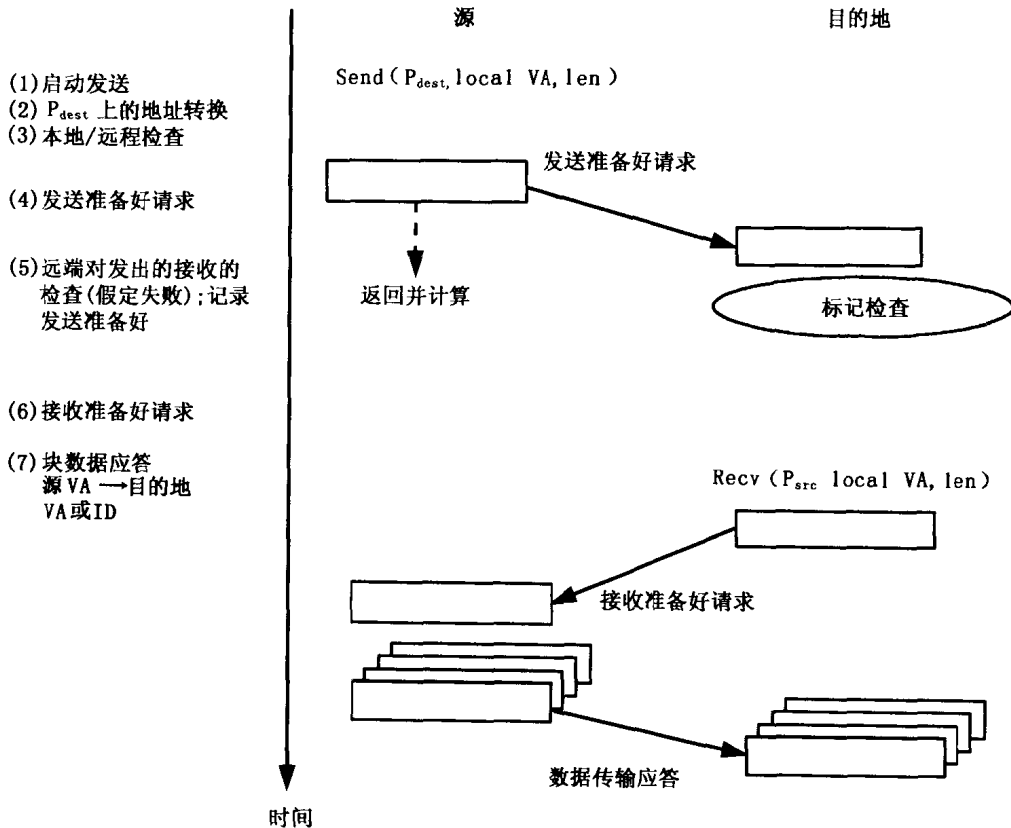 源
目的地
(1)启动发送
Send(P_dest,local VA,len)
(2) P_dest 上的地址转换
(3)本地/远程检查
发送准备好请求
(4)发送准备好请求
(5)远端对发出的接收的
检查(假定失败);记录
发送准备好
返回并计算
标记检查
(6)接收准备好请求
(7)块数据应答
源VA→目的地
VA或ID
Recv(P_src local VA,len)
接收准备好请求
数据传输应答
时间